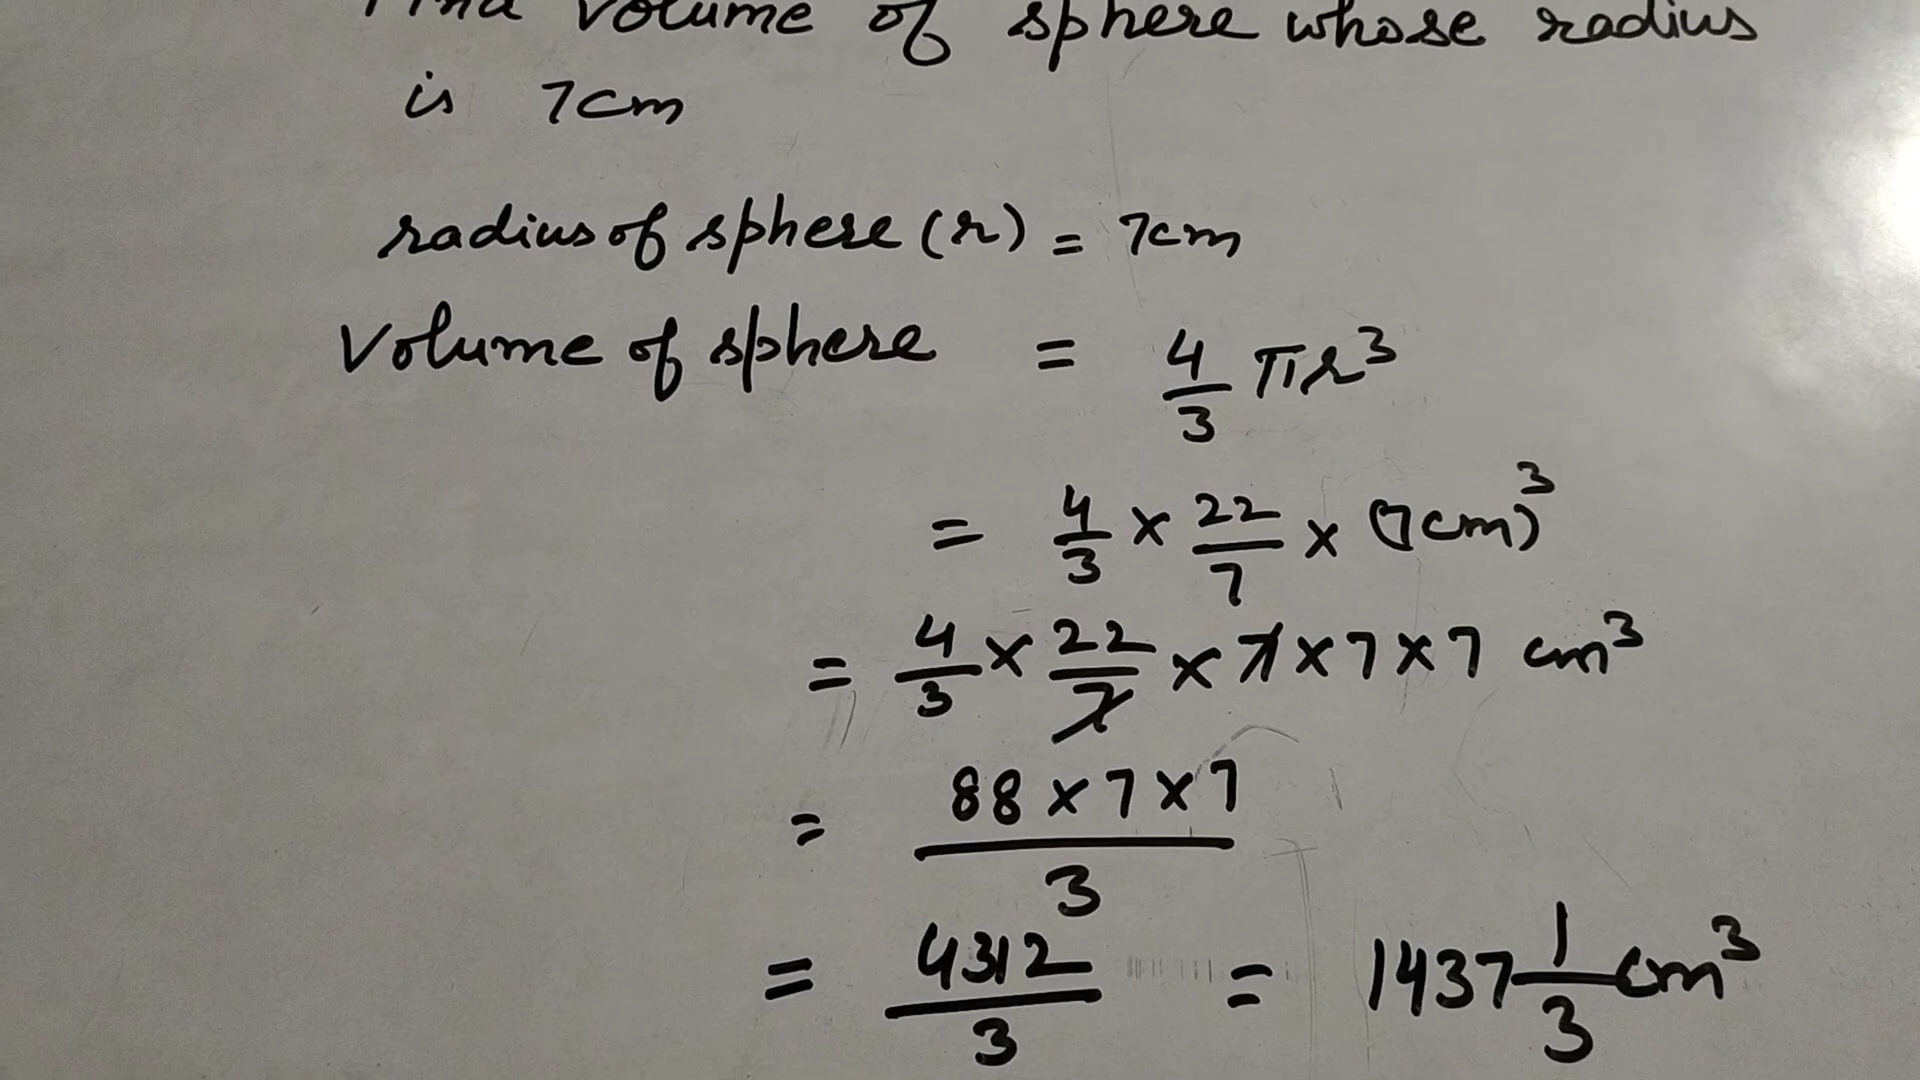 Find volume of sphere whose radius
is 7cm
radius of sphere (r) = 7cm
Volume of sphere = 4/3 πr³
= 4/3 × 22/7 × (7cm)³
= 4/3 × 22/7 × 7 × 7 × 7 cm³
= 88 × 7 × 7 / 3
= 4312/3 = 1437 1/3 cm³